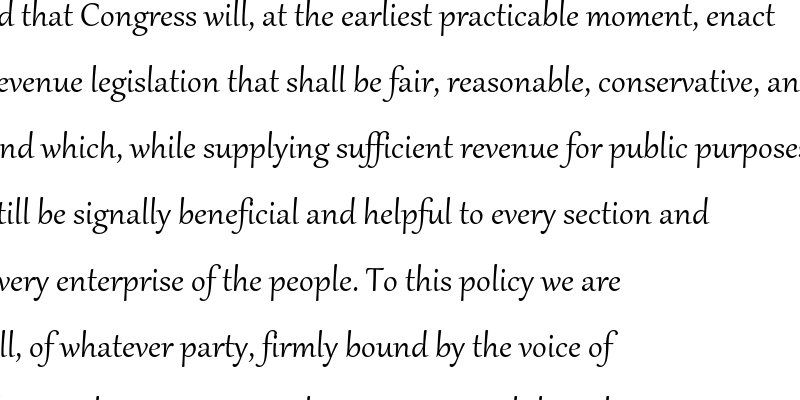 d that Congress will, at the earliest practicable moment, enact
evenue legislation that shall be fair, reasonable, conservative, an
nd which, while supplying sufficient revenue for public purposes
till be signally beneficial and helpful to every section and
very enterprise of the people. To this policy we are
ll, of whatever party, firmly bound by the voice of